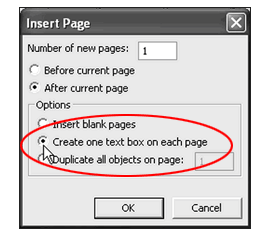 Insert Page
Number of new pages: 1
Before current page
After current page
Options
Insert blank pages
Create one text box on each page
Duplicate all objects on page: 1
OK Cancel